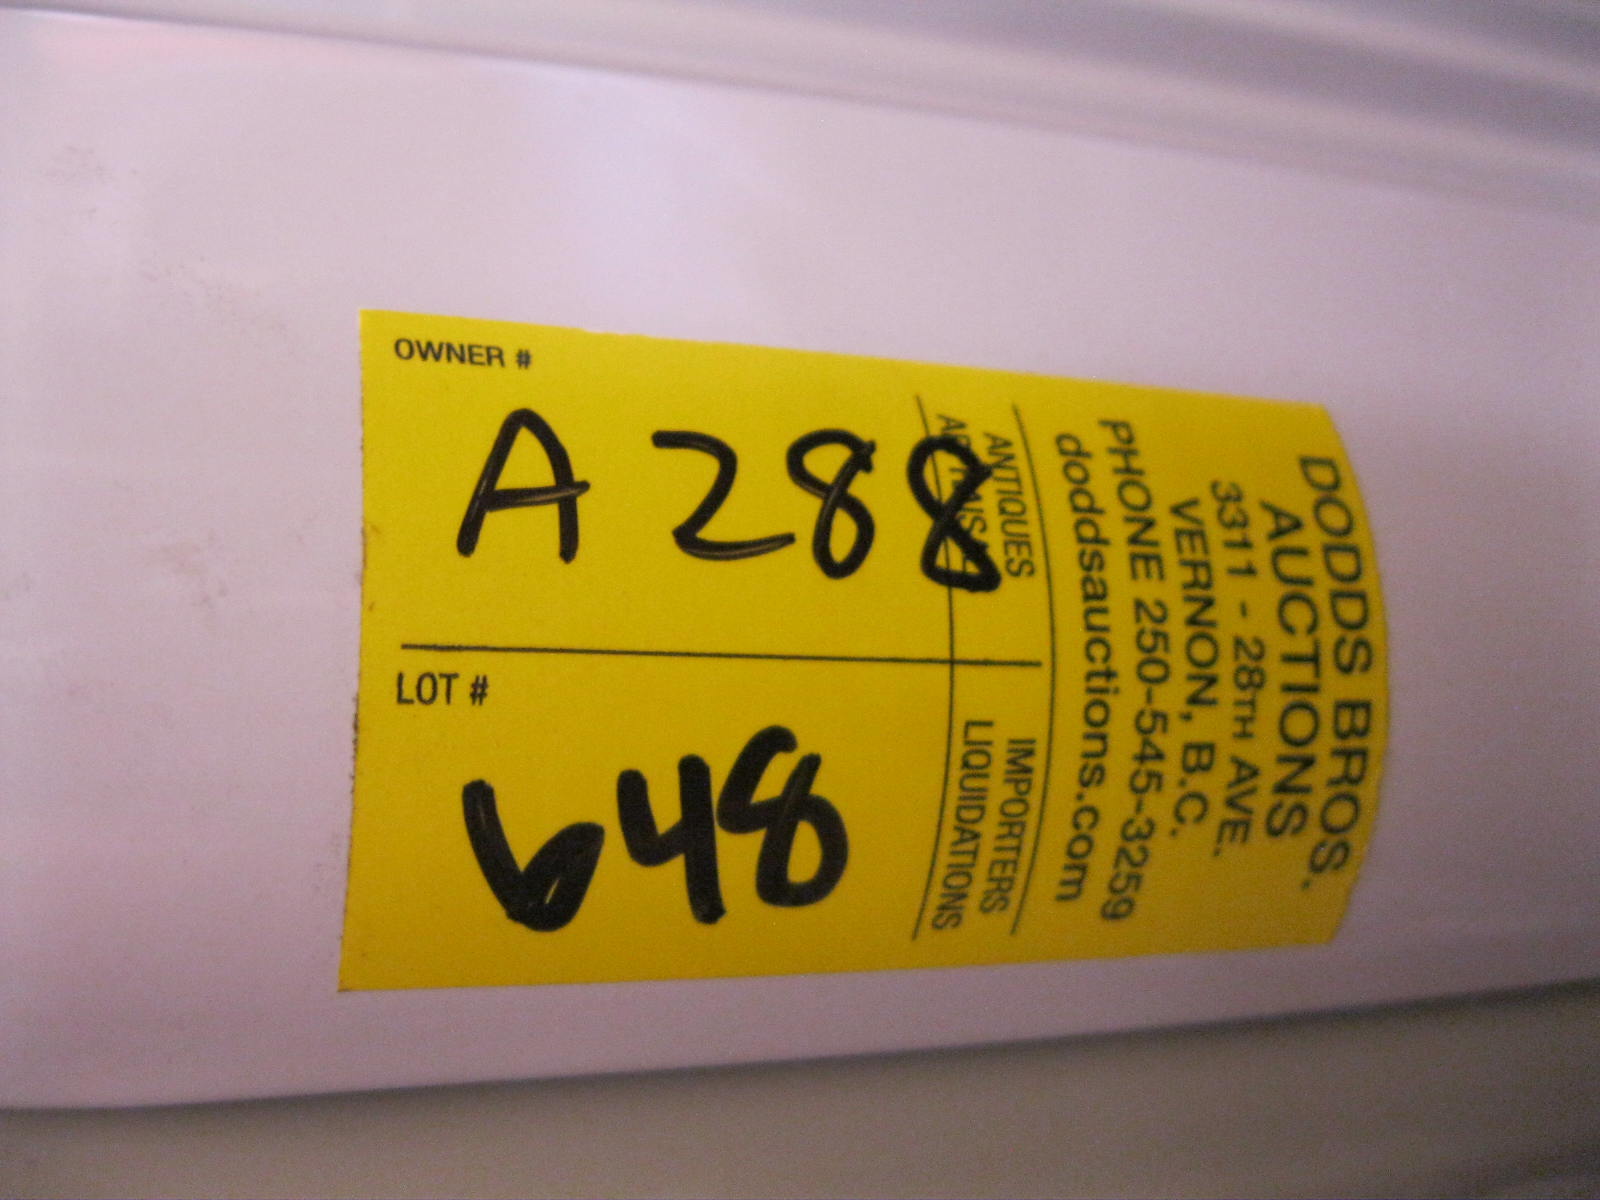 DODDS BROS.
AUCTIONS
3311 - 28TH AVE.
VERNON, B.C.
PHONE 250-545-3259
doddsauctions.com
ANTIQUES IMPORTERS
LIQUIDATIONS
OWNER #
A 288
LOT #
648